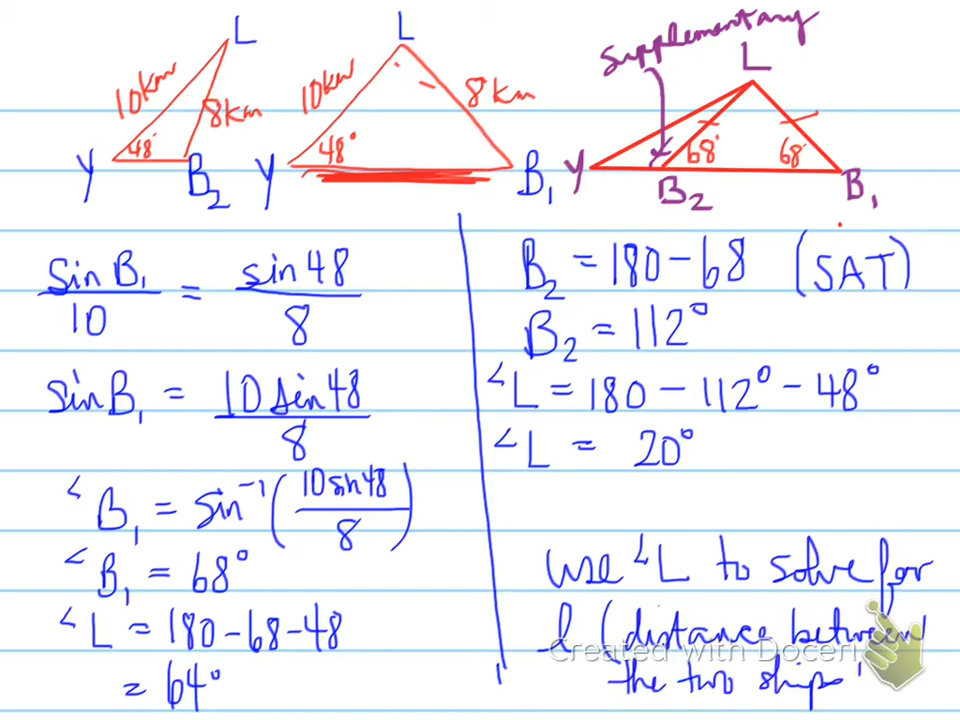 Supplementary
L
10km
8km
48°
Y
B₂
L
10km
8km
48°
Y
B₁
L
68°
68°
Y
B₂
B₁
sin B₁ / 10 = sin 48 / 8
sin B₁ = 10 sin 48 / 8
∠B₁ = sin⁻¹ (10 sin 48 / 8)
∠B₁ = 68°
∠L = 180 - 68 - 48
= 64°
B₂ = 180 - 68 (SAT)
B₂ = 112°
∠L = 180 - 112° - 48°
∠L = 20°
use ∠L to solve for
l (distance between
the two ships)
Created with Doceri